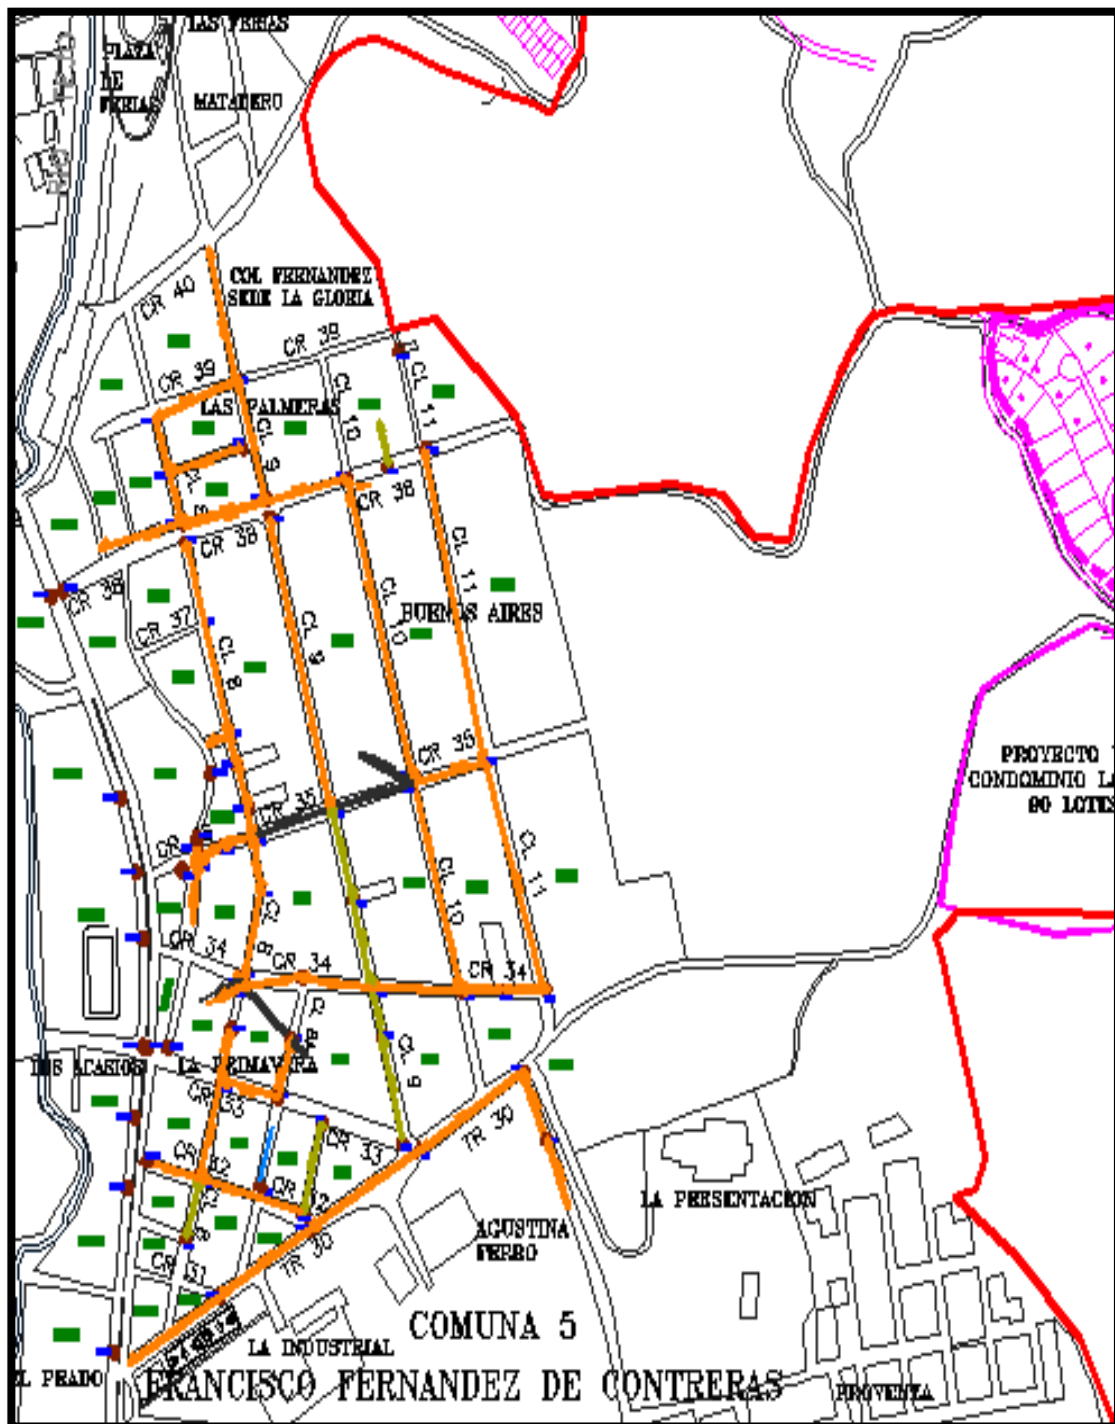 LAS FERIAS
PLAZA
DE
FERIAS
MATADERO
COL FERNANDEZ
SEDE LA GLORIA
CR 40
CR 39
CR 39
LAS PALMERAS
CL 9
CL 10
CL 11
CL 8
CR 38
CR 38
CR 38
CR 37
CL 8
CL 9
CL 10
CL 11
BUENOS AIRES
CR 35
CR 35
PROYECTO
CONDOMINIO LA
90 LOTES
CL 10
CL 11
CR 34
CR 34
CR 34
CL 9
LA PRIMAVERA
CR 33
CR 33
CR 32
CR 32
TR 30
TR 30
CR 31
LA PRESENTACION
AGUSTINA
FERRO
COMUNA 5
LA INDUSTRIAL
EL PRADO
FRANCISCO FERNANDEZ DE CONTRERAS
PROVENZA